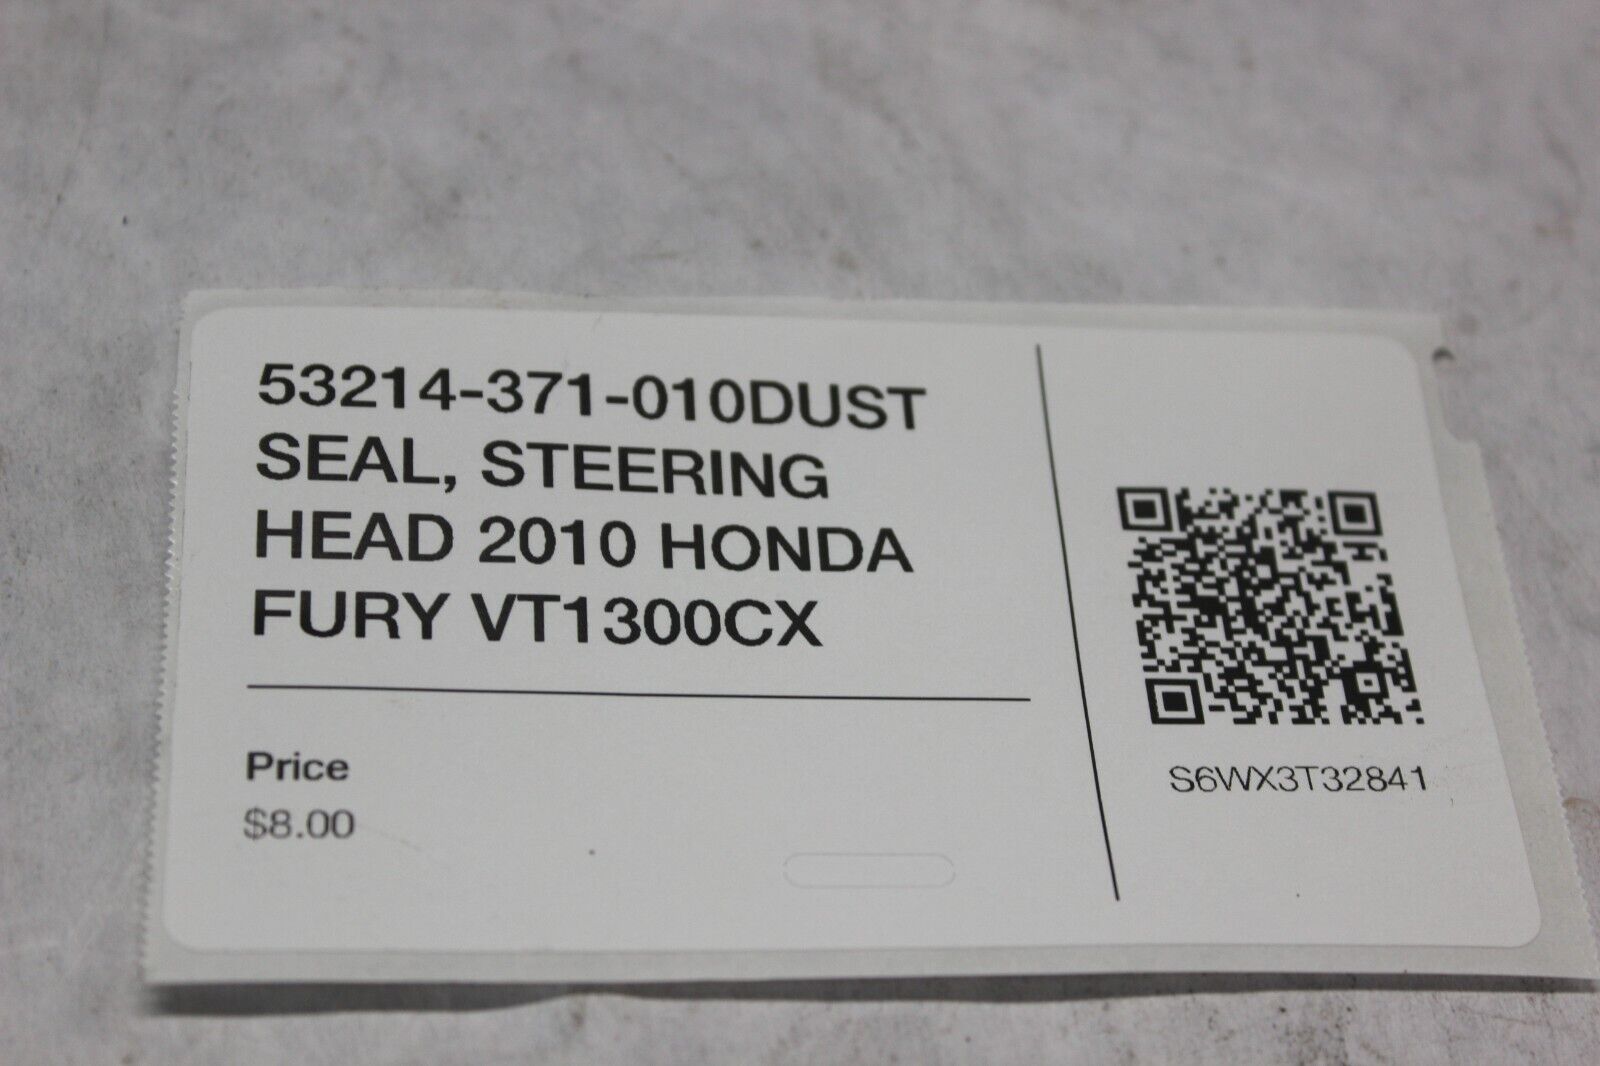 53214-371-010DUST
SEAL, STEERING
HEAD 2010 HONDA
FURY VT1300CX
Price
$8.00
S6WX3T32841